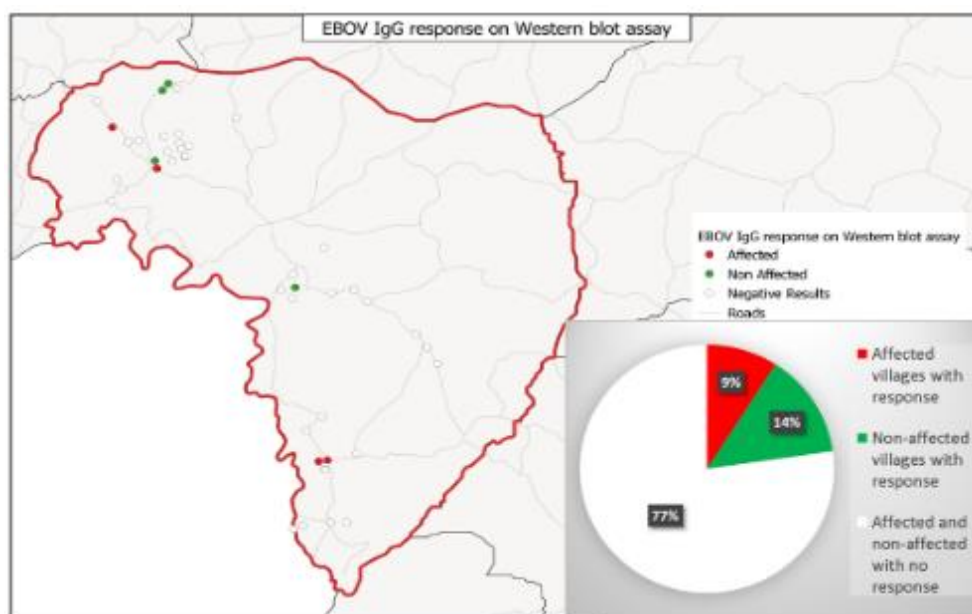 EBOV IgG response on Western blot assay
EBOV IgG response on Western blot assay
Affected
Non Affected
Negative Results
Roads
9%
14%
77%
Affected
villages with
response
Non-affected
villages with
response
Affected and
non-affected
with no
response